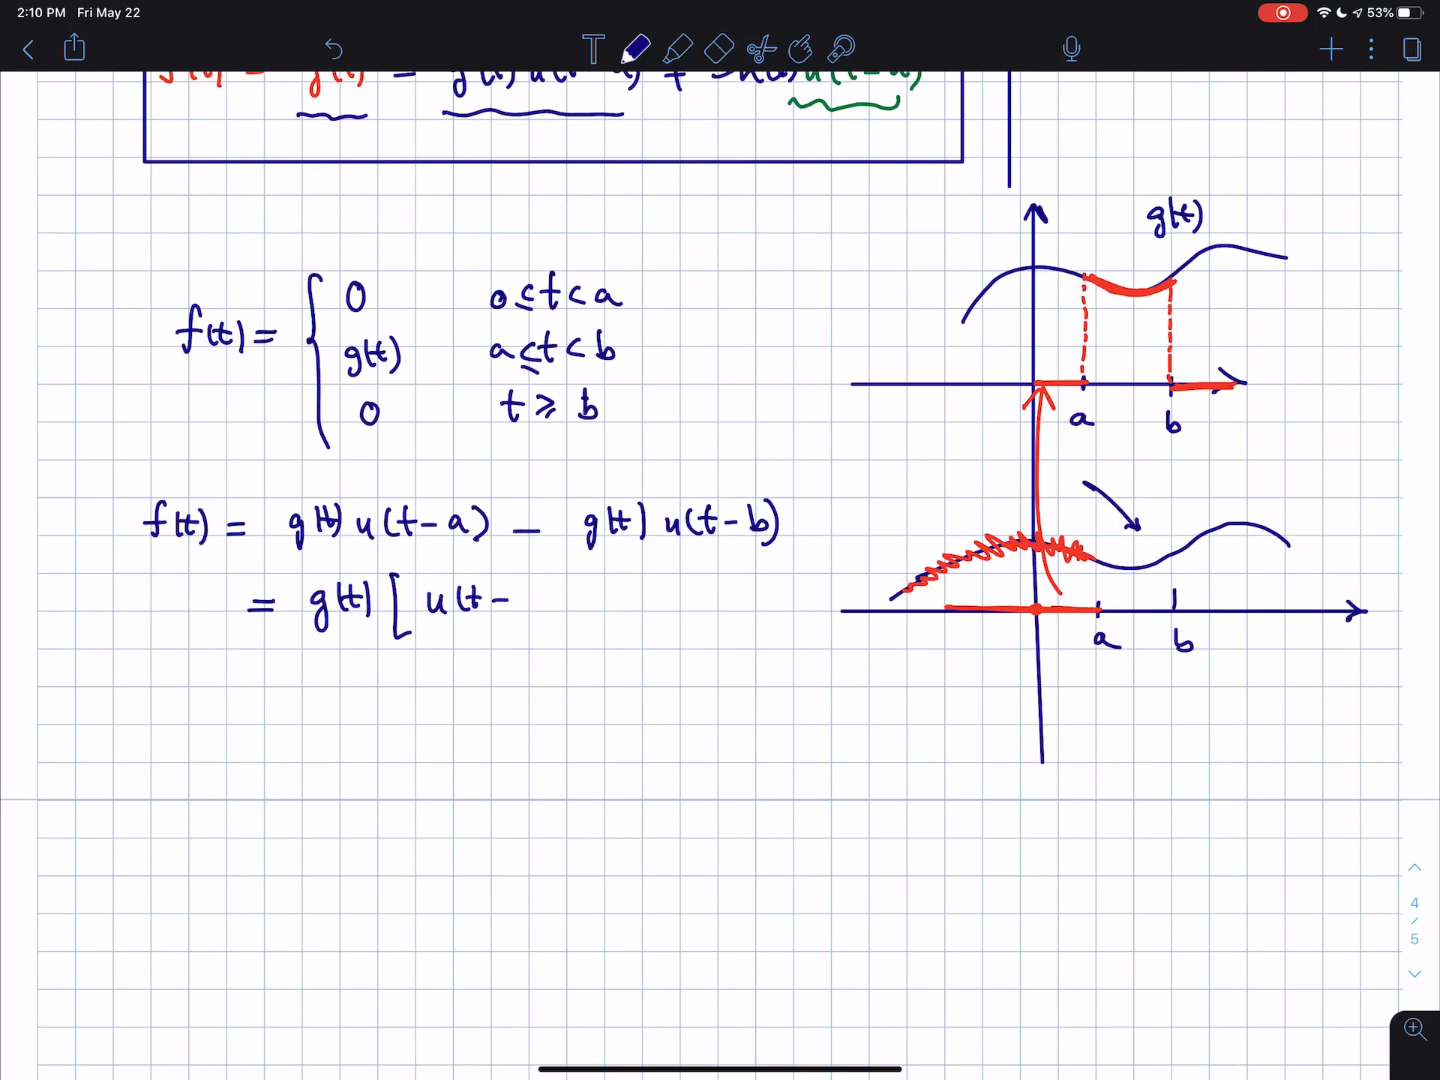 2:10 PM Fri May 22
53%
T
g(t)
f(t) = { 0 0 ≤ t < a
g(t) a ≤ t < b
0 t ⩾ b
a
b
f(t) = g(t) u(t-a) - g(t) u(t-b)
= g(t) [ u(t-
a
b
4
/
5